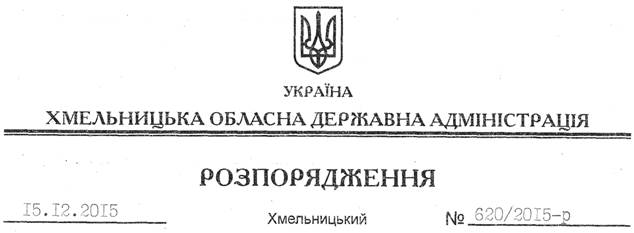 УКРАЇНА
ХМЕЛЬНИЦЬКА ОБЛАСНА ДЕРЖАВНА АДМІНІСТРАЦІЯ
РОЗПОРЯДЖЕННЯ
15.12.2015 Хмельницький № 620/2015-р